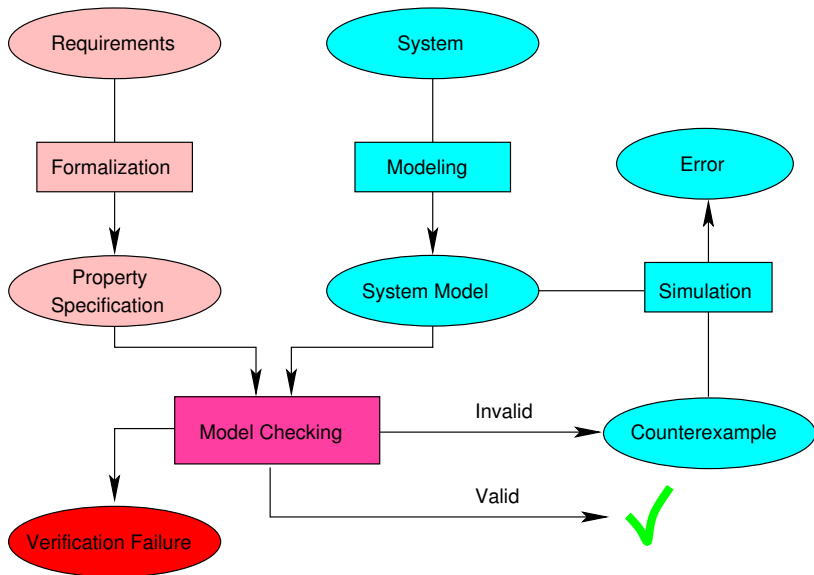 Requirements
System
Formalization
Modeling
Error
Property
Specification
System Model
Simulation
Model Checking
Invalid
Counterexample
Valid
Verification Failure